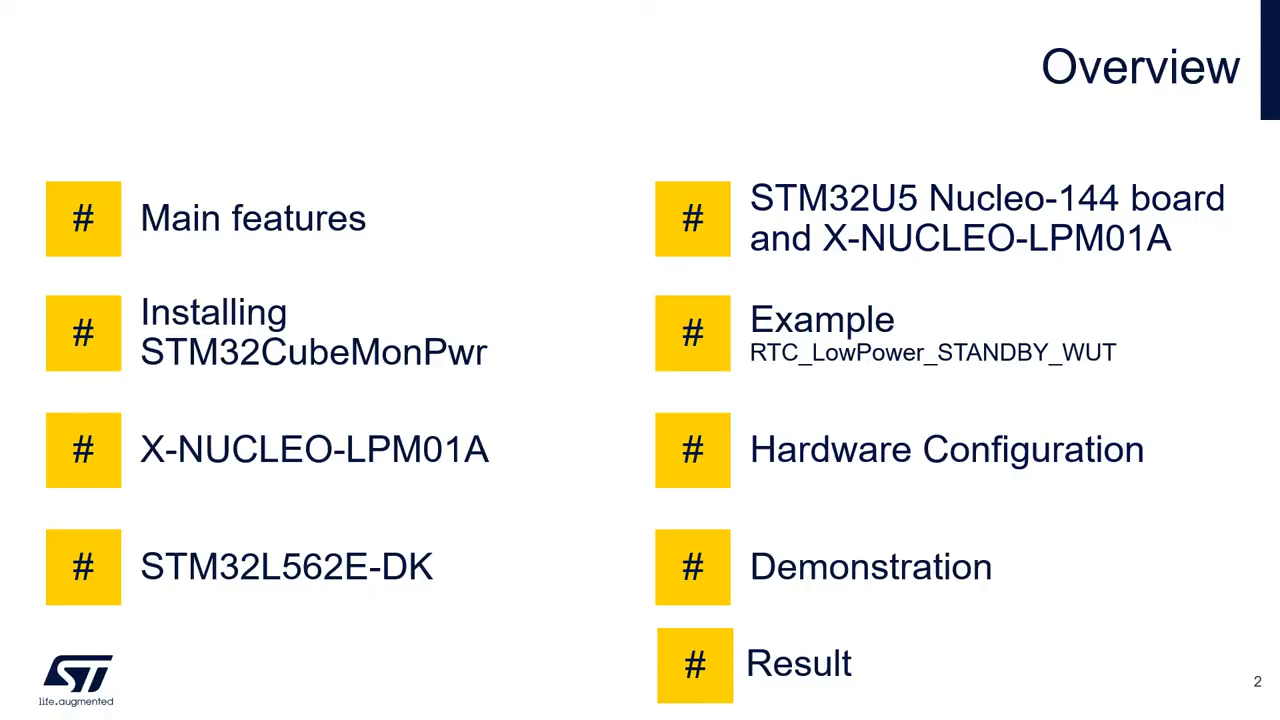 Overview
# Main features
# Installing
STM32CubeMonPwr
# X-NUCLEO-LPM01A
# STM32L562E-DK
# STM32U5 Nucleo-144 board
and X-NUCLEO-LPM01A
# Example
RTC_LowPower_STANDBY_WUT
# Hardware Configuration
# Demonstration
# Result
ST
life.augmented
2